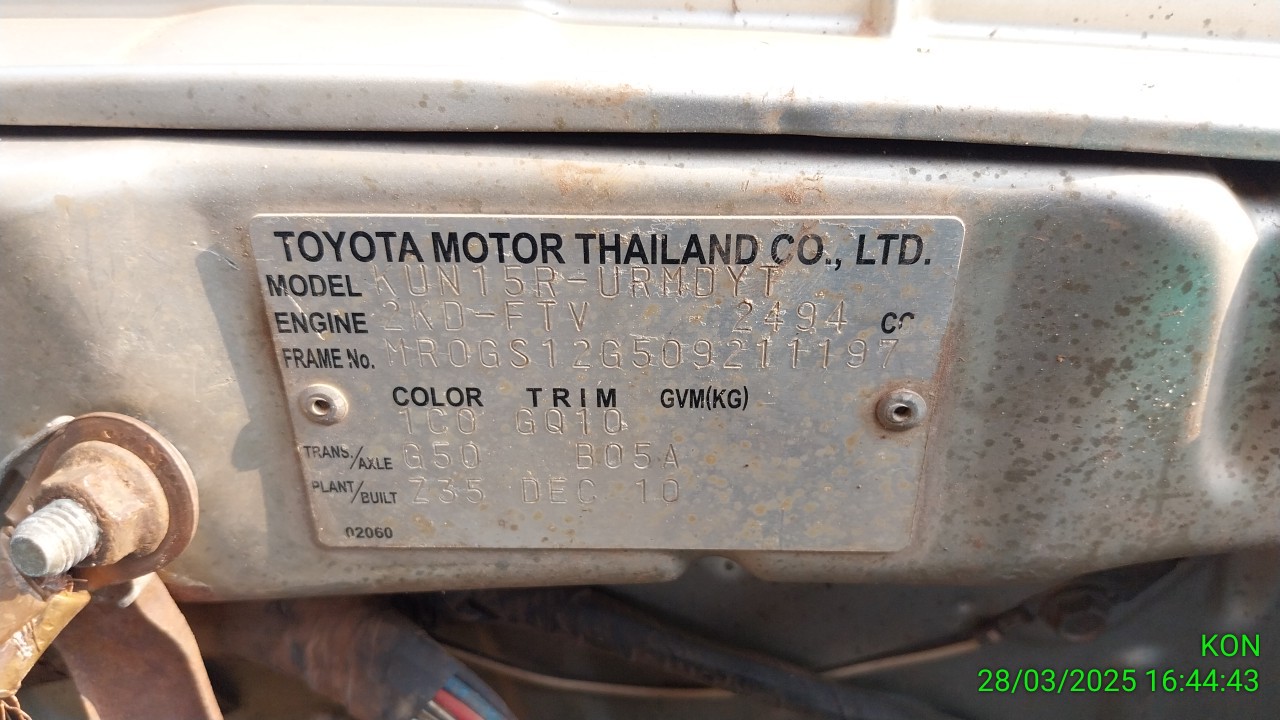 TOYOTA MOTOR THAILAND CO., LTD.
MODEL KUN15R-URMDYT
ENGINE 2KD-FTV 2494 CC
FRAME No. MR0GS12G509211197
COLOR TRIM GVM(KG)
1C0 GQ10
TRANS./AXLE G50 B05A
PLANT/BUILT Z35 DEC 10
02060
KON
28/03/2025 16:44:43